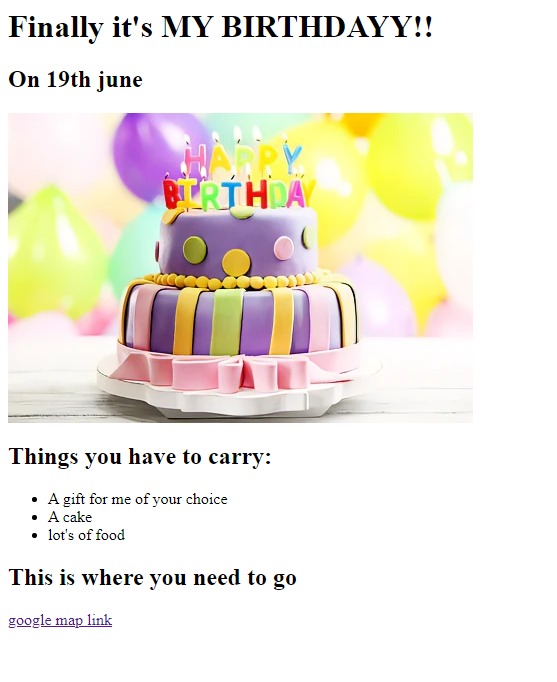 Finally it's MY BIRTHDAYY!!
On 19th june
HAPPY
BIRTHDAY
Things you have to carry:
A gift for me of your choice
A cake
lot's of food
This is where you need to go
google map link